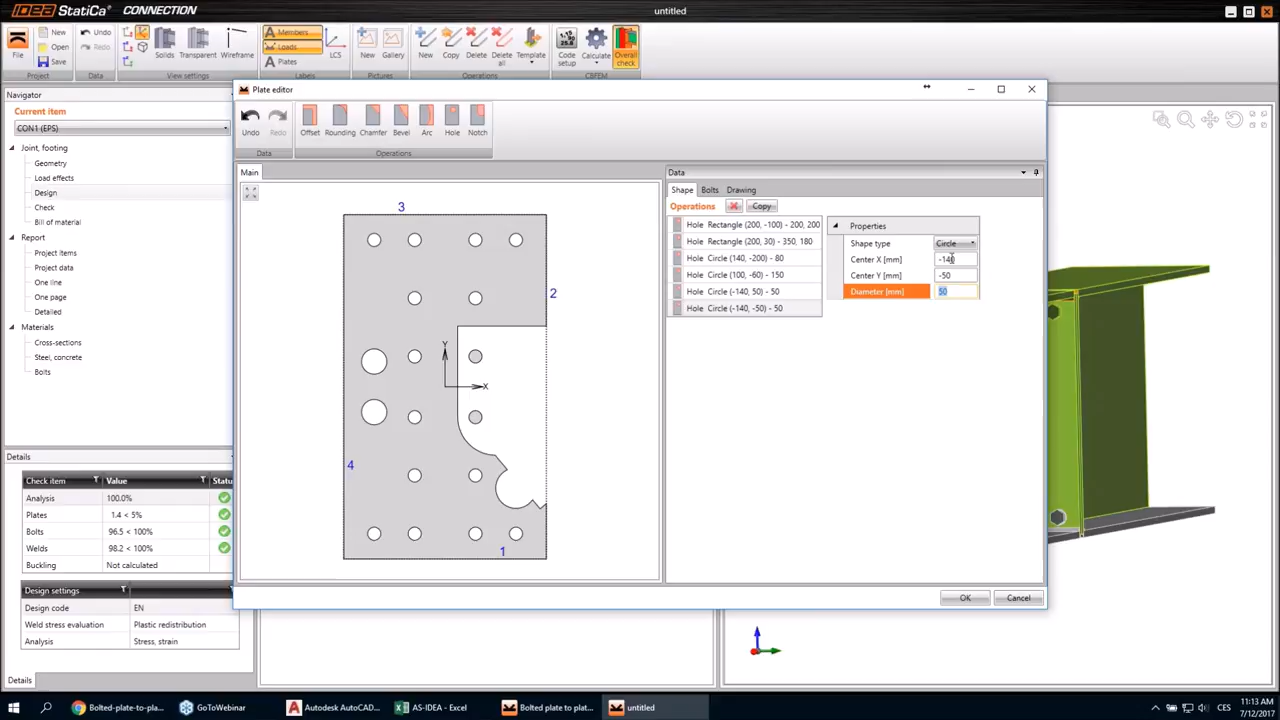 IDEA StatiCa® CONNECTION
untitled
File
New
Open
Save
Project
Undo
Redo
Data
Solids
Transparent
Wireframe
View settings
Members
Loads
Plates
LCS
Labels
New
Gallery
Pictures
New
Copy
Delete
Delete all
Template
Operations
Code setup
Calculate
Overall check
CBFEM
Navigator
Current item
CON1 (EPS)
Joint, footing
Geometry
Load effects
Design
Check
Bill of material
Report
Project items
Project data
One line
One page
Detailed
Materials
Cross-sections
Steel, concrete
Bolts
Details
Check item Value Statu
Analysis 100.0%
Plates 1.4 < 5%
Bolts 96.5 < 100%
Welds 98.2 < 100%
Buckling Not calculated
Design settings
Design code EN
Weld stress evaluation Plastic redistribution
Analysis Stress, strain
Details
Plate editor
Undo
Redo
Data
Offset
Rounding
Chamfer
Bevel
Arc
Hole
Notch
Operations
Main
3
2
4
1
Y
X
Data
Shape Bolts Drawing
Operations Copy
Hole Rectangle (200, -100) - 200, 200
Hole Rectangle (200, 30) - 350, 180
Hole Circle (140, -200) - 80
Hole Circle (100, -60) - 150
Hole Circle (-140, 50) - 50
Hole Circle (-140, -50) - 50
Properties
Shape type Circle
Center X [mm] -140
Center Y [mm] -50
Diameter [mm] 50
OK Cancel
Bolted-plate-to-pla...
GoToWebinar
Autodesk AutoCAD...
AS-IDEA - Excel
Bolted plate to plat...
untitled
CES
11:13 AM
7/12/2017